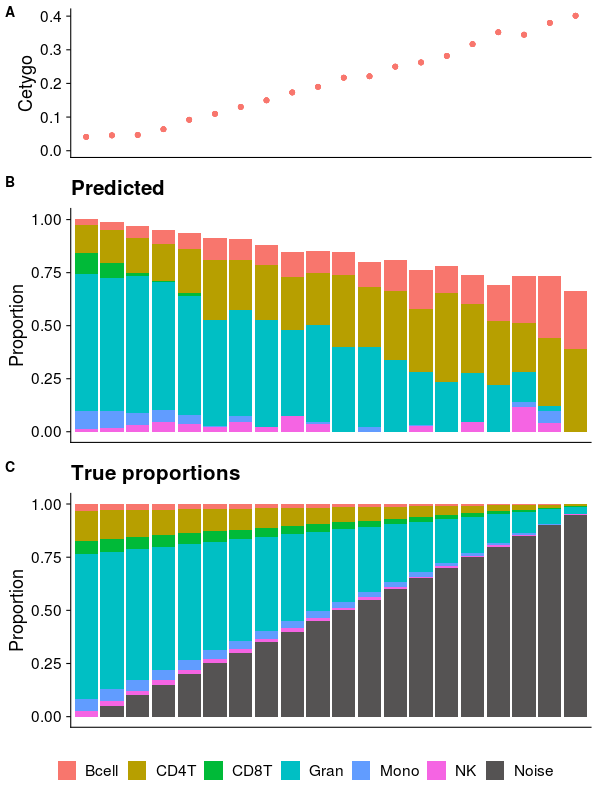 A
Cetygo
0.4
0.3
0.2
0.1
0.0
B
Predicted
Proportion
1.00
0.75
0.50
0.25
0.00
C
True proportions
Proportion
1.00
0.75
0.50
0.25
0.00
Bcell CD4T CD8T Gran Mono NK Noise